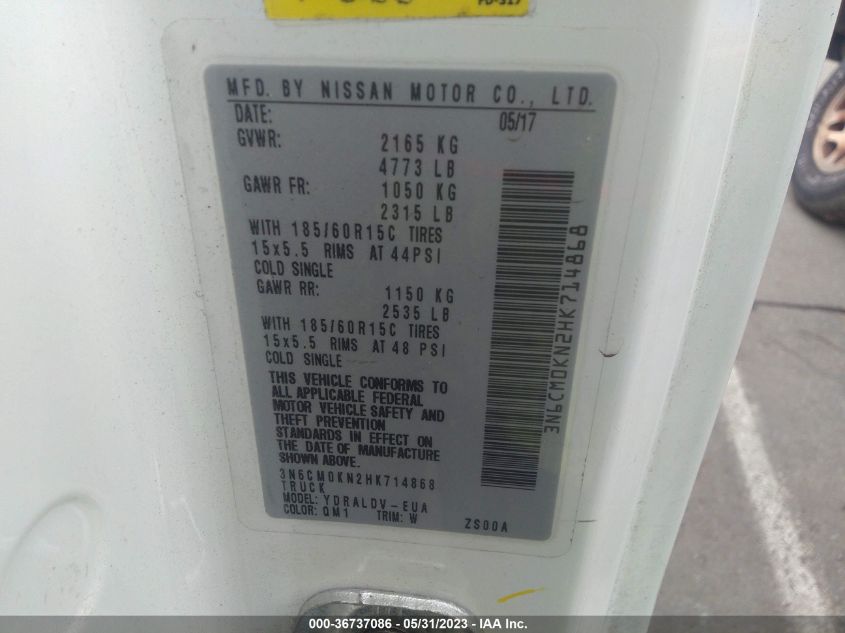 MFD. BY NISSAN MOTOR CO., LTD.
DATE: 05/17
GVWR: 2165 KG
4773 LB
GAWR FR: 1050 KG
2315 LB
WITH 185/60R15C TIRES
15x5.5 RIMS AT 44PSI
COLD SINGLE
GAWR RR: 1150 KG
2535 LB
WITH 185/60R15C TIRES
15x5.5 RIMS AT 48 PSI
COLD SINGLE
THIS VEHICLE CONFORMS TO
ALL APPLICABLE FEDERAL
MOTOR VEHICLE SAFETY AND
THEFT PREVENTION
STANDARDS IN EFFECT ON
THE DATE OF MANUFACTURE
SHOWN ABOVE.
3N6CM0KN2HK714868
TRUCK
MODEL: YDRALDV-EUA
COLOR: QM1 TRIM: W ZS00A
3N6CM0KN2HK714868
000-36737086 - 05/31/2023 - IAA Inc.